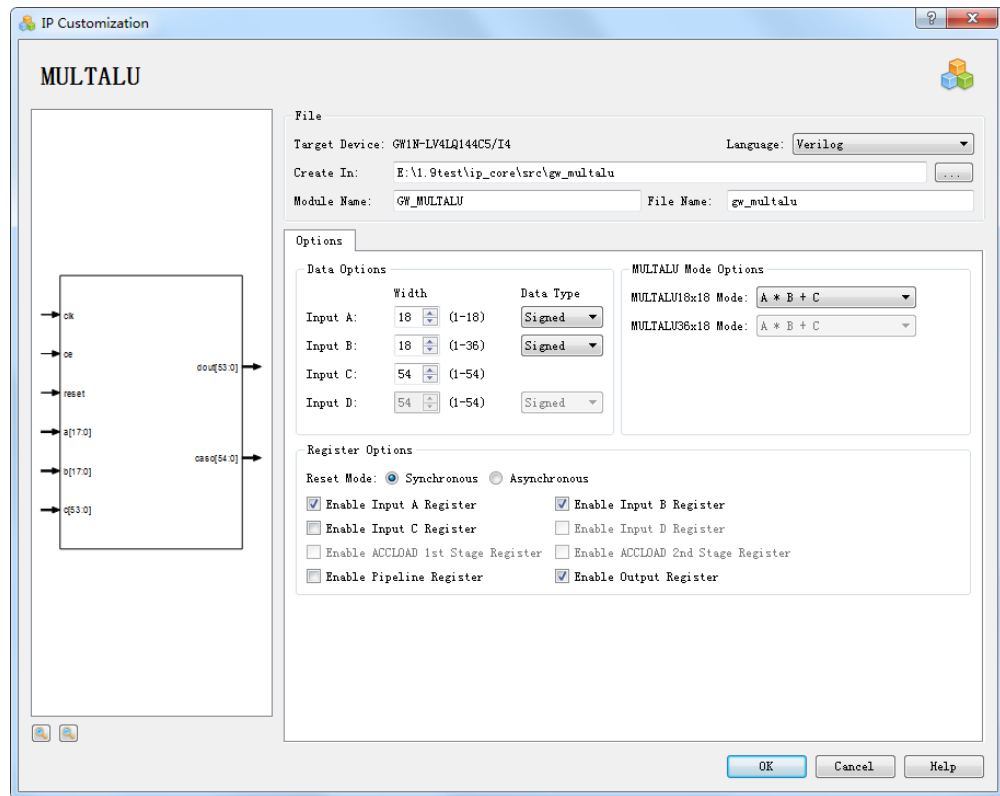 IP Customization
MULTALU
File
Target Device: GW1N-LV4LQ144C5/I4 Language: Verilog
Create In: E:\1.9test\ip_core\src\gw_multalu ...
Module Name: GW_MULTALU File Name: gw_multalu
Options
Data Options
Width Data Type
Input A: 18 (1-18) Signed
Input B: 18 (1-36) Signed
Input C: 54 (1-54)
Input D: 54 (1-54) Signed
MULTALU Mode Options
MULTALU18x18 Mode: A * B + C
MULTALU36x18 Mode: A * B + C
Register Options
Reset Mode: Synchronous Asynchronous
Enable Input A Register Enable Input B Register
Enable Input C Register Enable Input D Register
Enable ACCLOAD 1st Stage Register Enable ACCLOAD 2nd Stage Register
Enable Pipeline Register Enable Output Register
clk
ce
reset
a[17:0]
b[17:0]
c[53:0]
dout[53:0]
caso[54:0]
OK Cancel Help